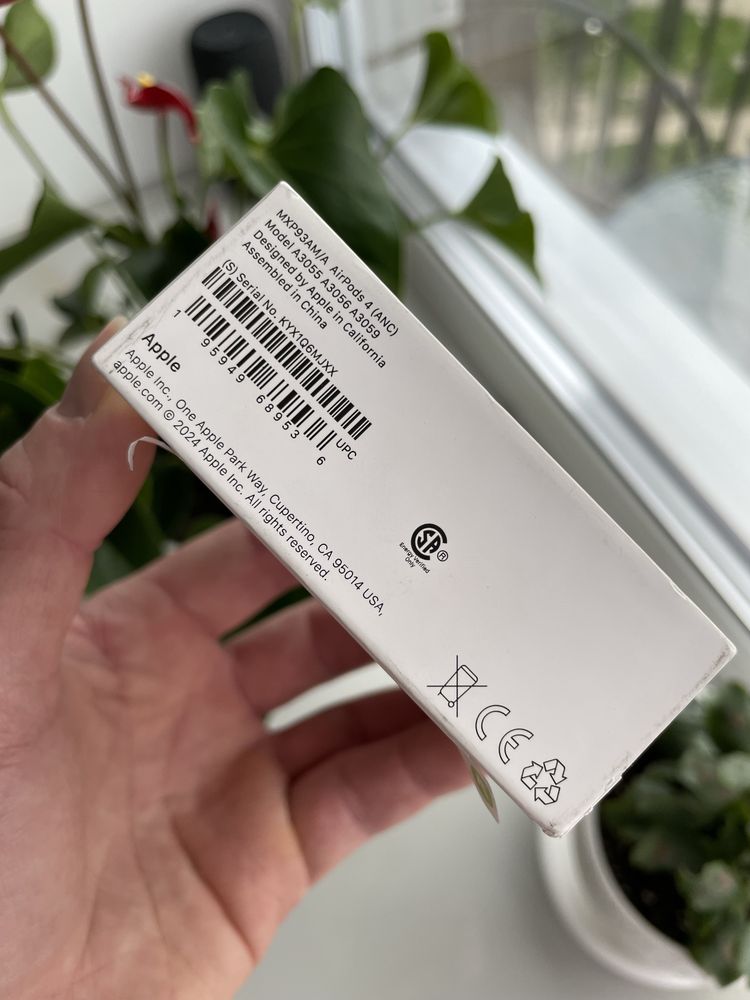 MXP93AM/A AirPods 4 (ANC)
Model A3055 A3056 A3059
Designed by Apple in California
Assembled in China
(S) Serial No. KYX1Q6MJXX
1 95949 68953 6
UPC
Apple
Apple Inc., One Apple Park Way, Cupertino, CA 95014 USA,
apple.com © 2024 Apple Inc. All rights reserved.
SA ®
Energy Verified
Only
CE